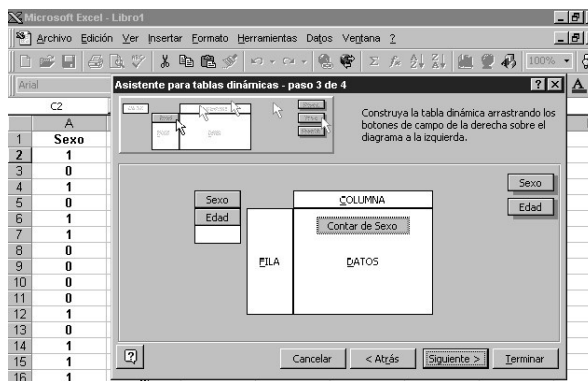 Microsoft Excel - Libro1
Archivo Edición Ver Insertar Formato Herramientas Datos Ventana ?
100%
Arial
Asistente para tablas dinámicas - paso 3 de 4
C2
A
Construya la tabla dinámica arrastrando los
botones de campo de la derecha sobre el
diagrama a la izquierda.
1 Sexo
2 1
3 0
4 1
5 0
6 1
7 1
8 0
9 0
10 0
11 0
12 1
13 0
14 1
15 1
16 1
Sexo
Edad
COLUMNA
Contar de Sexo
FILA
DATOS
Sexo
Edad
Cancelar
< Atrás
Siguiente >
Terminar